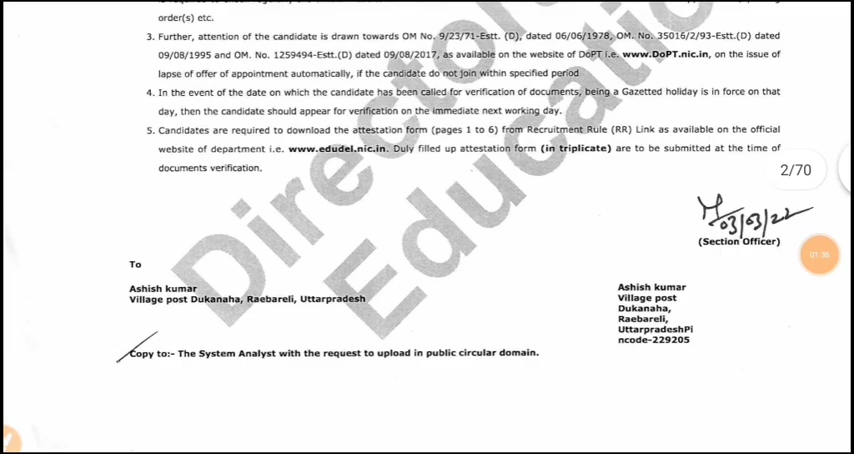 order(s) etc.
3. Further, attention of the candidate is drawn towards OM No. 9/23/71-Estt. (D), dated 06/06/1978, OM. No. 35016/2/93-Estt.(D) dated
09/08/1995 and OM. No. 1259494-Estt.(D) dated 09/08/2017, as available on the website of DoPT i.e. www.DoPT.nic.in, on the issue of
lapse of offer of appointment automatically, if the candidate do not join within specified period
4. In the event of the date on which the candidate has been called for verification of documents, being a Gazetted holiday is in force on that
day, then the candidate should appear for verification on the immediate next working day.
5. Candidates are required to download the attestation form (pages 1 to 6) from Recruitment Rule (RR) Link as available on the official
website of department i.e. www.edudel.nic.in. Duly filled up attestation form (in triplicate) are to be submitted at the time of
documents verification.
2/70
03/03/22
(Section Officer)
01:36
To
Ashish kumar
Village post Dukanaha, Raebareli, Uttarpradesh
Ashish kumar
Village post
Dukanaha,
Raebareli,
UttarpradeshPi
ncode-229205
Copy to:- The System Analyst with the request to upload in public circular domain.
Education